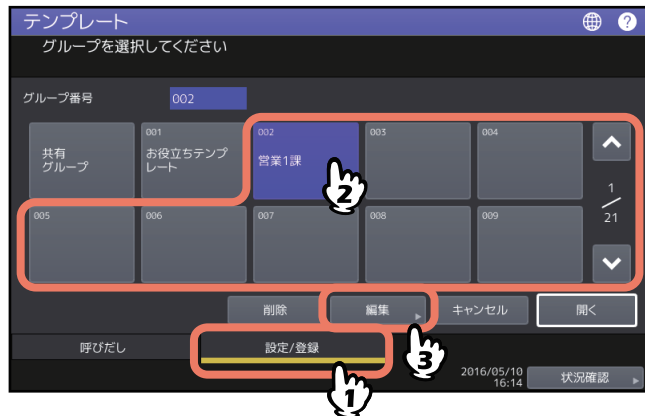 テンプレート
?
グループを選択してください
グループ番号
002
共有
グループ
001
お役立ちテンプ
レート
002
営業1課
003
004
1
21
005
006
007
008
009
2
削除
編集
キャンセル
開く
3
呼びだし
設定/登録
1
2016/05/10
16:14
状況確認